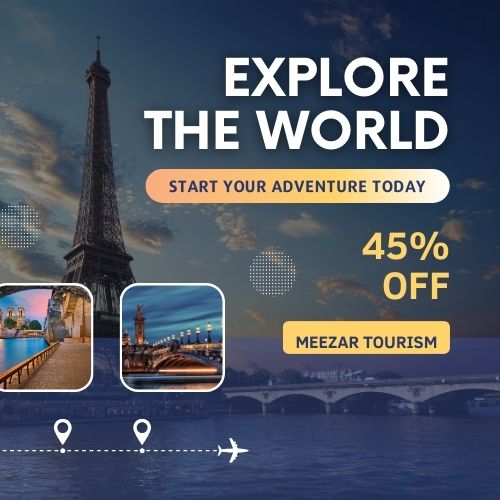 EXPLORE
THE WORLD
START YOUR ADVENTURE TODAY
45%
OFF
MEEZAR TOURISM